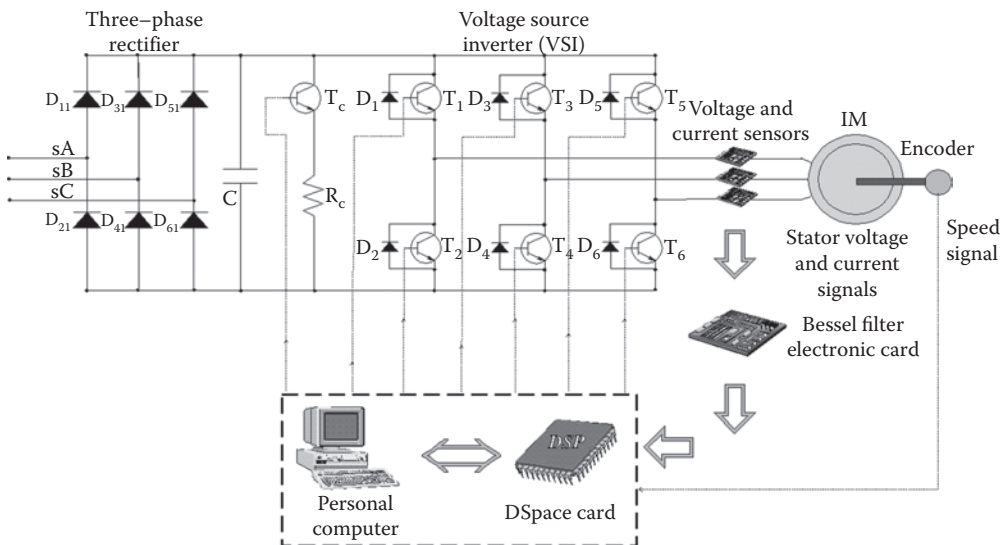 Three–phase
rectifier
Voltage source
inverter (VSI)
D11
D31
D51
Tc
D1
T1
D3
T3
D5
T5
Voltage and
current sensors
IM
Encoder
sA
sB
sC
C
Rc
D21
D41
D61
D2
T2
D4
T4
D6
T6
Stator voltage
and current
signals
Speed
signal
Bessel filter
electronic card
DSP
Personal
computer
DSpace card